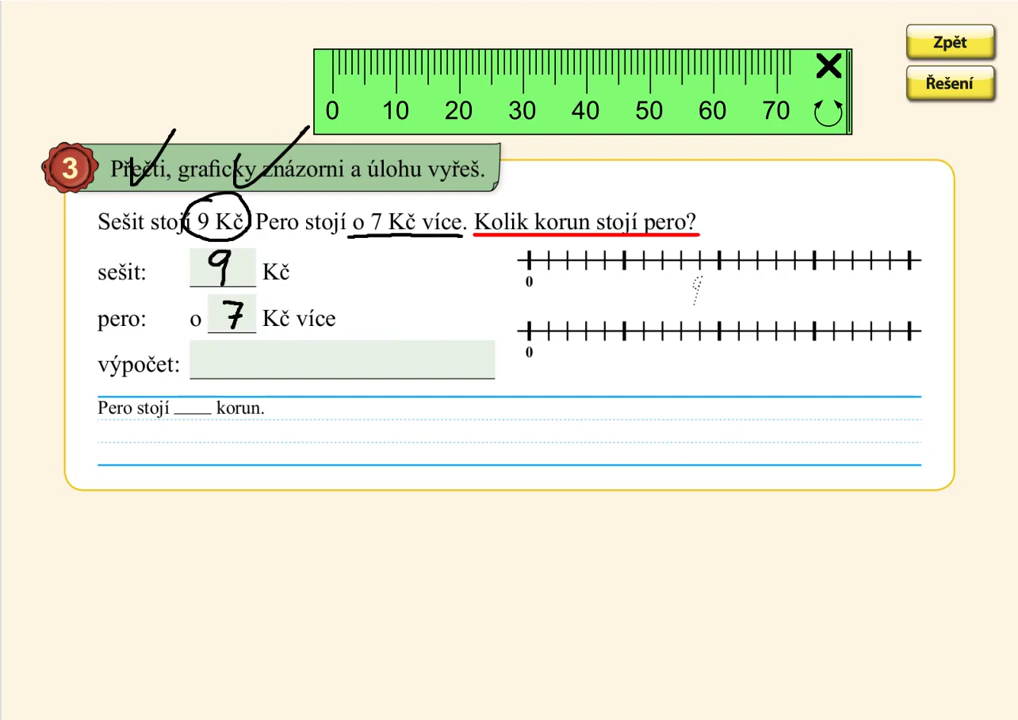 Zpět
Řešení
0 10 20 30 40 50 60 70
3 Přečti, graficky znázorni a úlohu vyřeš.
Sešit stojí 9 Kč. Pero stojí o 7 Kč více. Kolik korun stojí pero?
sešit: 9 Kč
0
9
pero: o 7 Kč více
0
výpočet:
Pero stojí ____ korun.